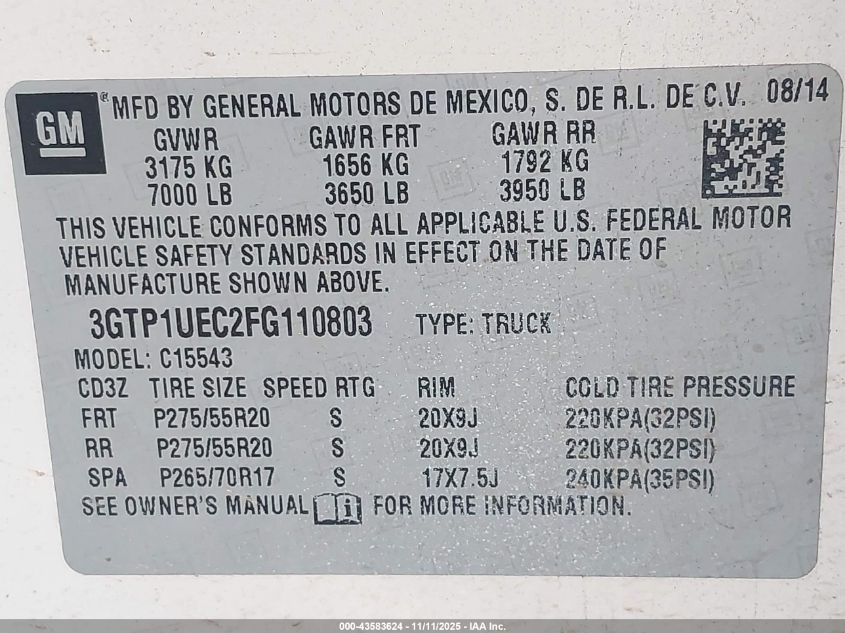 GM ® MFD BY GENERAL MOTORS DE MEXICO, S. DE R.L. DE C.V. 08/14
GVWR GAWR FRT GAWR RR
3175 KG 1656 KG 1792 KG
7000 LB 3650 LB 3950 LB
THIS VEHICLE CONFORMS TO ALL APPLICABLE U.S. FEDERAL MOTOR
VEHICLE SAFETY STANDARDS IN EFFECT ON THE DATE OF
MANUFACTURE SHOWN ABOVE.
3GTP1UEC2FG110803 TYPE: TRUCK
MODEL: C15543
CD3Z TIRE SIZE SPEED RTG RIM COLD TIRE PRESSURE
FRT P275/55R20 S 20X9J 220KPA(32PSI)
RR P275/55R20 S 20X9J 220KPA(32PSI)
SPA P265/70R17 S 17X7.5J 240KPA(35PSI)
SEE OWNER'S MANUAL FOR MORE INFORMATION.
000-43583624 - 11/11/2025 - IAA Inc.